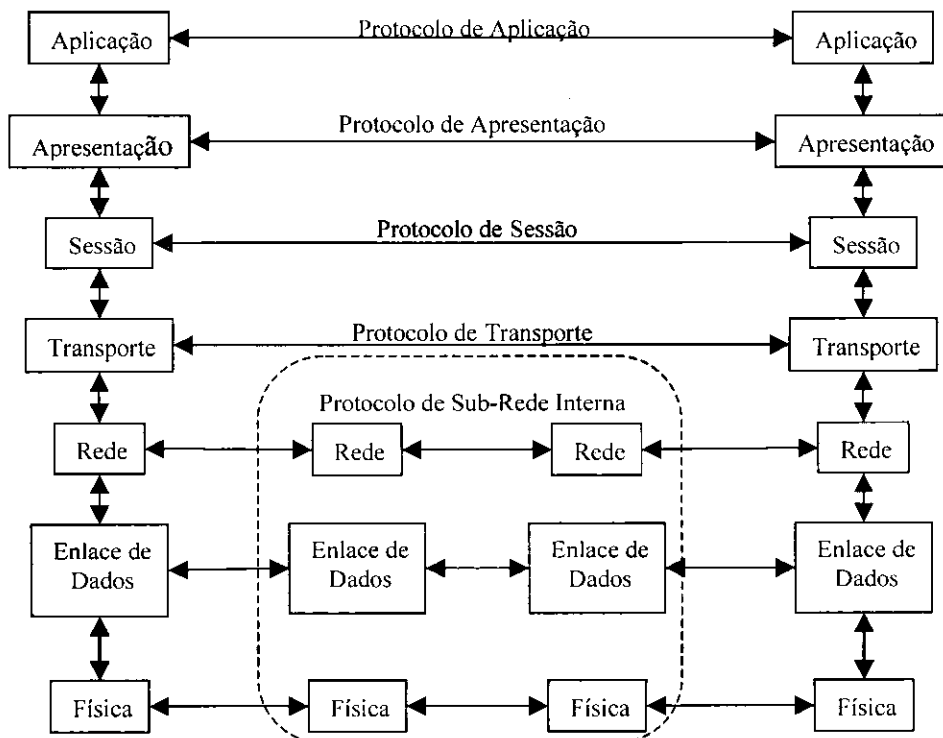 Aplicação Protocolo de Aplicação Aplicação
Apresentação Protocolo de Apresentação Apresentação
Sessão Protocolo de Sessão Sessão
Transporte Protocolo de Transporte Transporte
Protocolo de Sub-Rede Interna
Rede Rede Rede Rede
Enlace de Enlace de Enlace de Enlace de
Dados Dados Dados Dados
Física Física Física Física